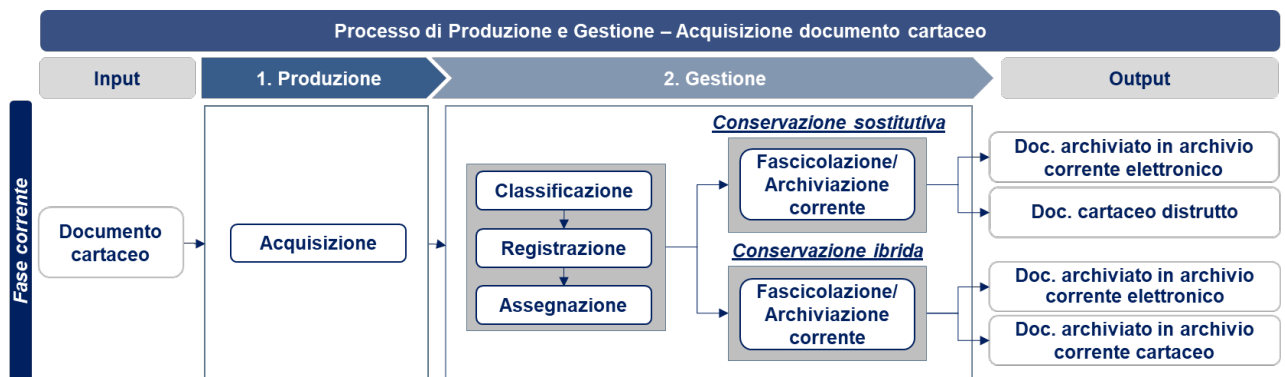 Processo di Produzione e Gestione – Acquisizione documento cartaceo
Input
1. Produzione
2. Gestione
Output
Fase corrente
Documento
cartaceo
Acquisizione
Classificazione
Registrazione
Assegnazione
Conservazione sostitutiva
Fascicolazione/
Archiviazione
corrente
Conservazione ibrida
Fascicolazione/
Archiviazione
corrente
Doc. archiviato in archivio
corrente elettronico
Doc. cartaceo distrutto
Doc. archiviato in archivio
corrente elettronico
Doc. archiviato in archivio
corrente cartaceo